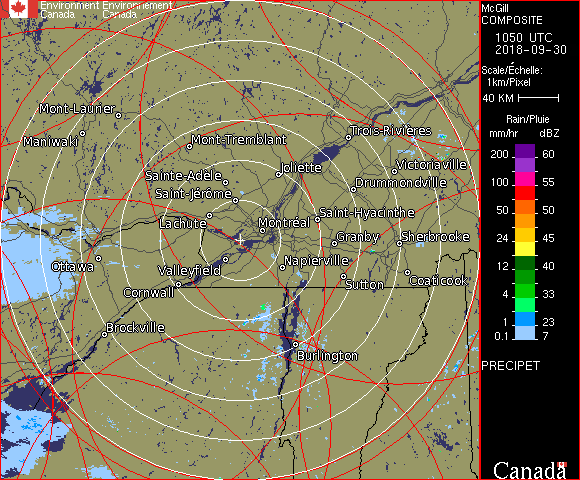 Environment Environnement
Canada Canada
McGill
COMPOSITE
1050 UTC
2018-09-30
Scale/Échelle:
1km/Pixel
40 KM
Rain/Pluie
mm/hr dBZ
200 60
100 55
50 50
24 45
12 40
4 33
1 23
0.1 7
PRECIPET
Mont-Laurier
Maniwaki
Mont-Tremblant
Trois-Rivières
Sainte-Adèle
Joliette
Victoriaville
Saint-Jérôme
Drummondville
Lachute
Montréal
Saint-Hyacinthe
Granby
Sherbrooke
Ottawa
Valleyfield
Napierville
Cornwall
Sutton
Coaticook
Brockville
Burlington
Canada